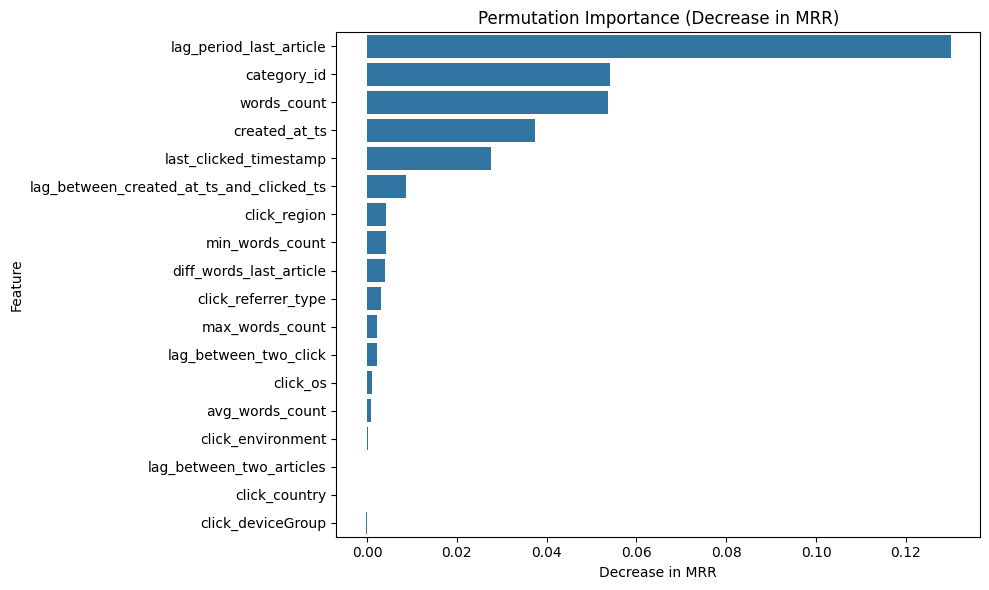 Permutation Importance (Decrease in MRR)
Feature
lag_period_last_article
category_id
words_count
created_at_ts
last_clicked_timestamp
lag_between_created_at_ts_and_clicked_ts
click_region
min_words_count
diff_words_last_article
click_referrer_type
max_words_count
lag_between_two_click
click_os
avg_words_count
click_environment
lag_between_two_articles
click_country
click_deviceGroup
0.00 0.02 0.04 0.06 0.08 0.10 0.12
Decrease in MRR